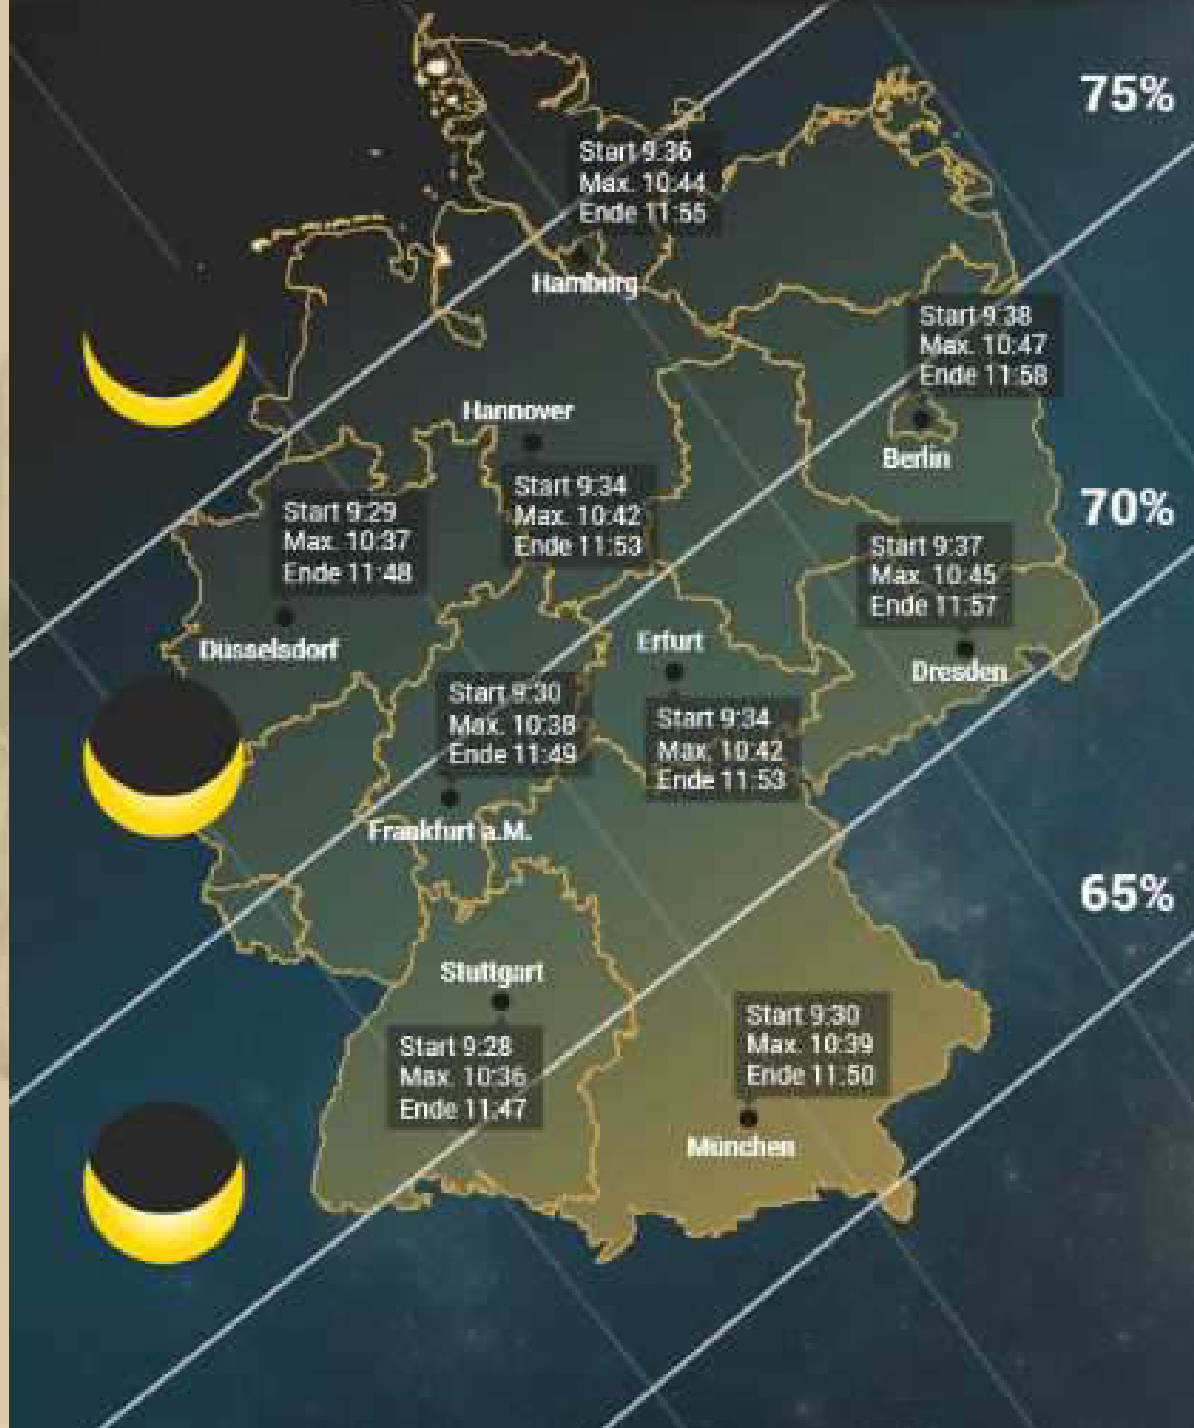 75%
Start 9:36
Max. 10:44
Ende 11:55
Hamburg
Start 9:38
Max. 10:47
Ende 11:58
Berlin
Hannover
Start 9:34
Max. 10:42
Ende 11:53
Start 9:29
Max. 10:37
Ende 11:48
Düsselsdorf
70%
Start 9:37
Max. 10:45
Ende 11:57
Dresden
Erfurt
Start 9:34
Max. 10:42
Ende 11:53
Start 9:30
Max. 10:38
Ende 11:49
Frankfurt a.M.
65%
Stuttgart
Start 9:28
Max. 10:36
Ende 11:47
Start 9:30
Max. 10:39
Ende 11:50
München